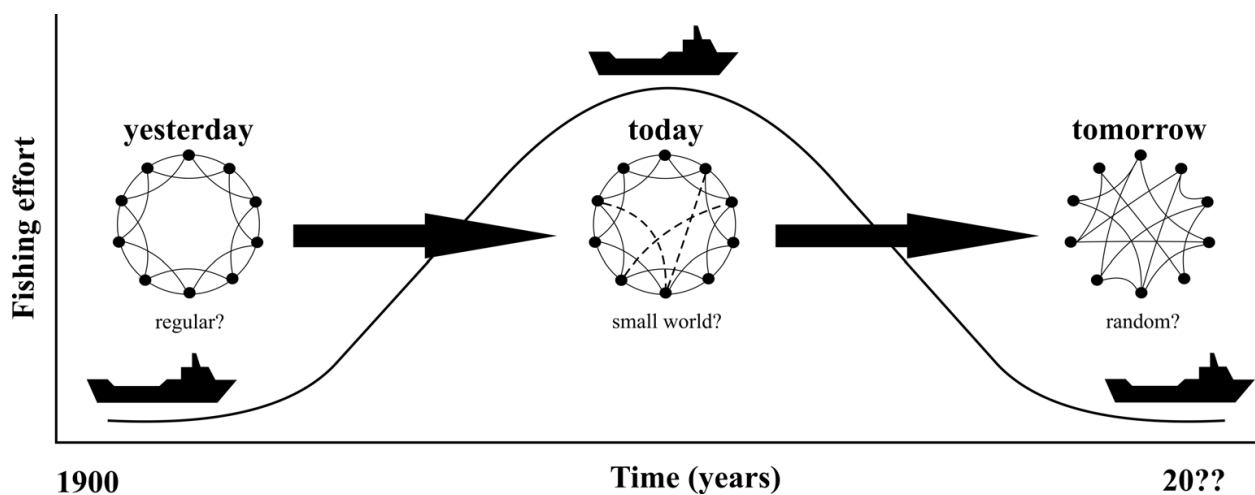 yesterday
today
tomorrow
Fishing effort
regular?
small world?
random?
1900
Time (years)
20??